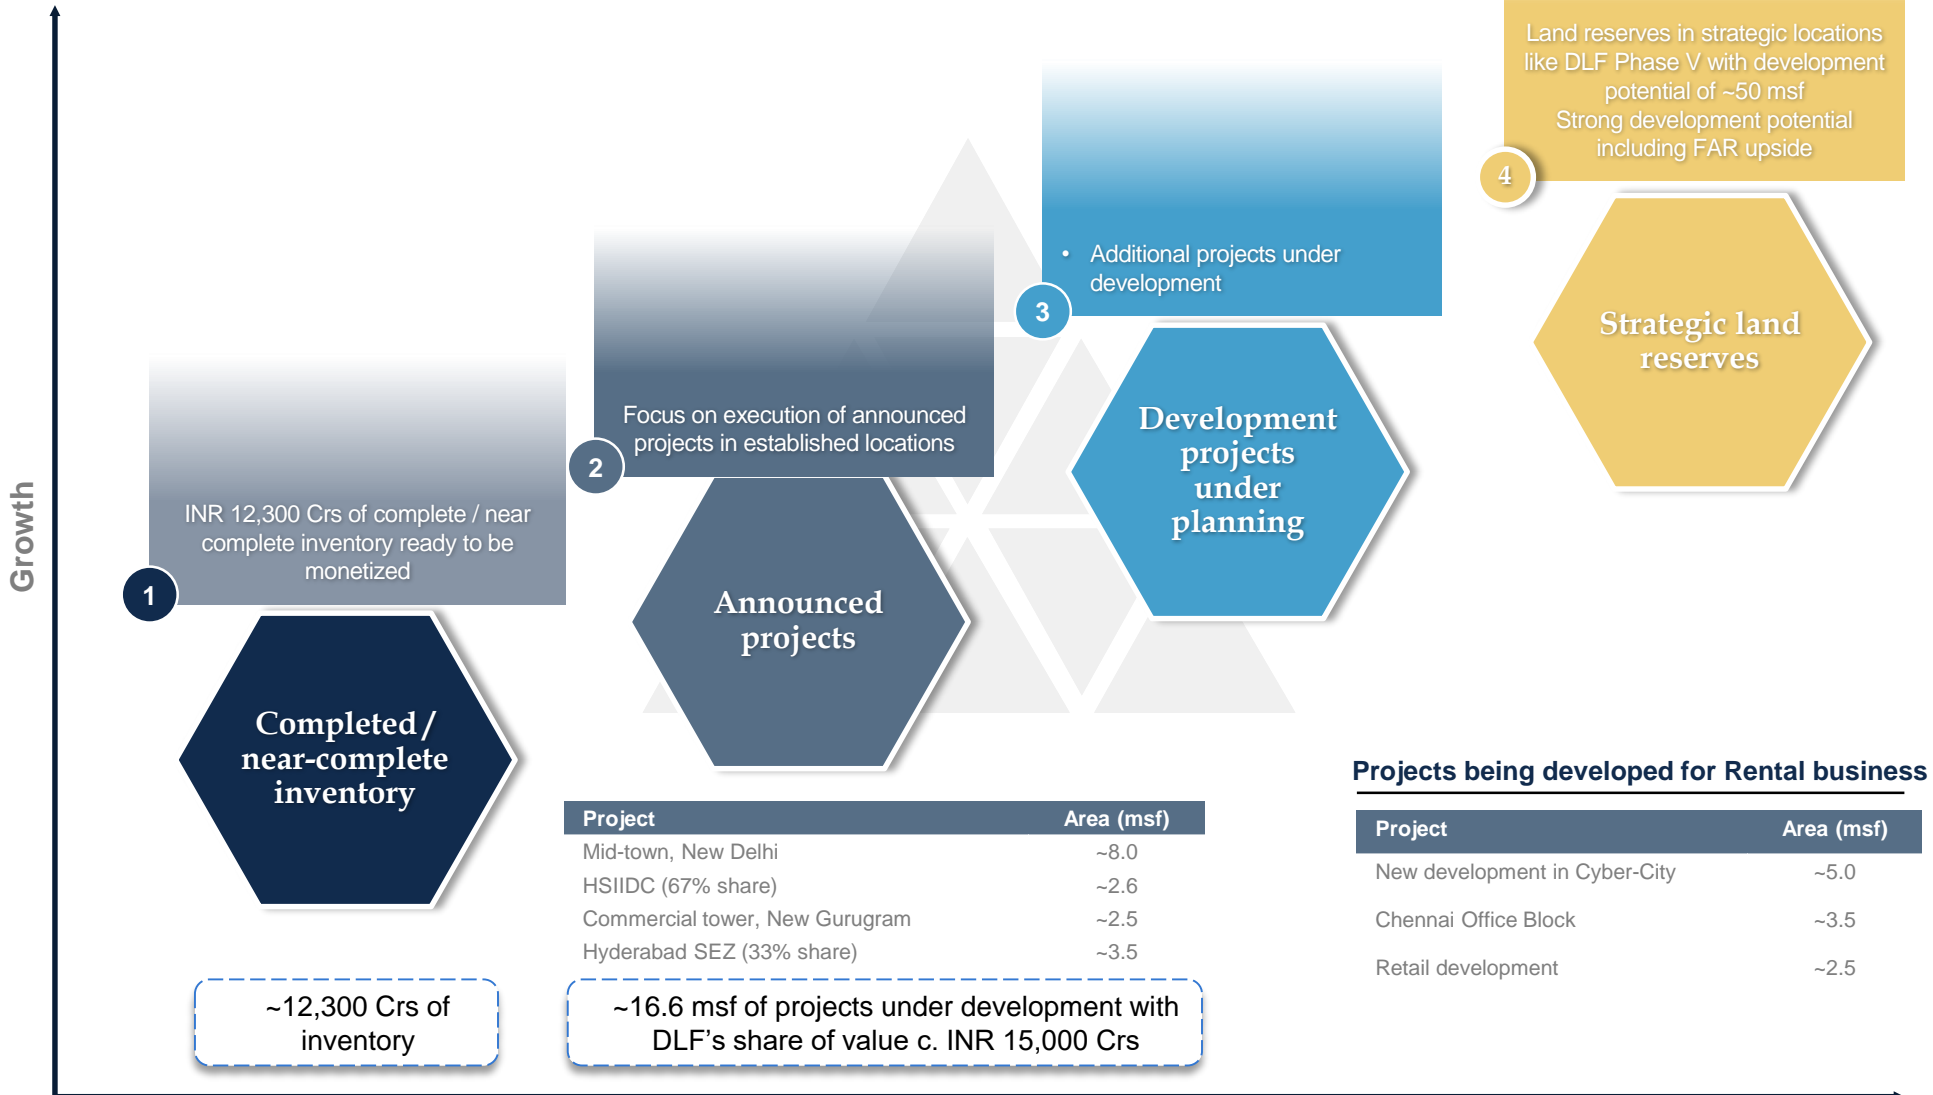 Growth
INR 12,300 Crs of complete / near
complete inventory ready to be
monetized
1
Completed /
near-complete
inventory
~12,300 Crs of
inventory
Focus on execution of announced
projects in established locations
2
Announced
projects
Project Area (msf)
Mid-town, New Delhi ~8.0
HSIIDC (67% share) ~2.6
Commercial tower, New Gurugram ~2.5
Hyderabad SEZ (33% share) ~3.5
~16.6 msf of projects under development with
DLF’s share of value c. INR 15,000 Crs
• Additional projects under
development
3
Development
projects
under
planning
Land reserves in strategic locations
like DLF Phase V with development
potential of ~50 msf
Strong development potential
including FAR upside
4
Strategic land
reserves
Projects being developed for Rental business
Project Area (msf)
New development in Cyber-City ~5.0
Chennai Office Block ~3.5
Retail development ~2.5